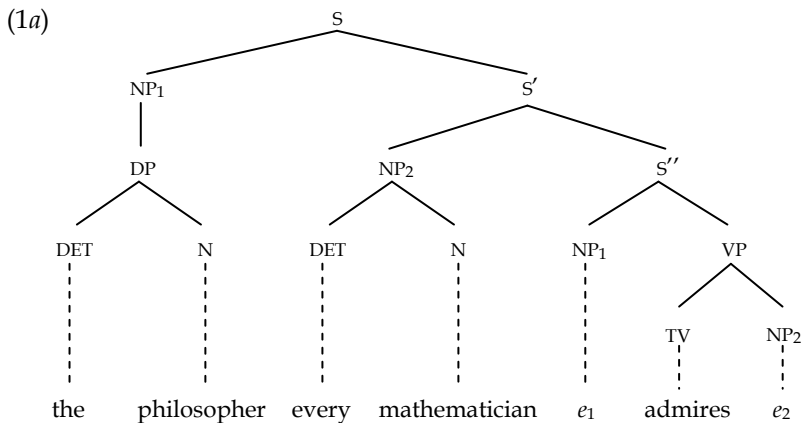 (1a)
S
NP1 S′
DP NP2 S′′
DET N DET N NP1 VP
TV NP2
the philosopher every mathematician e1 admires e2